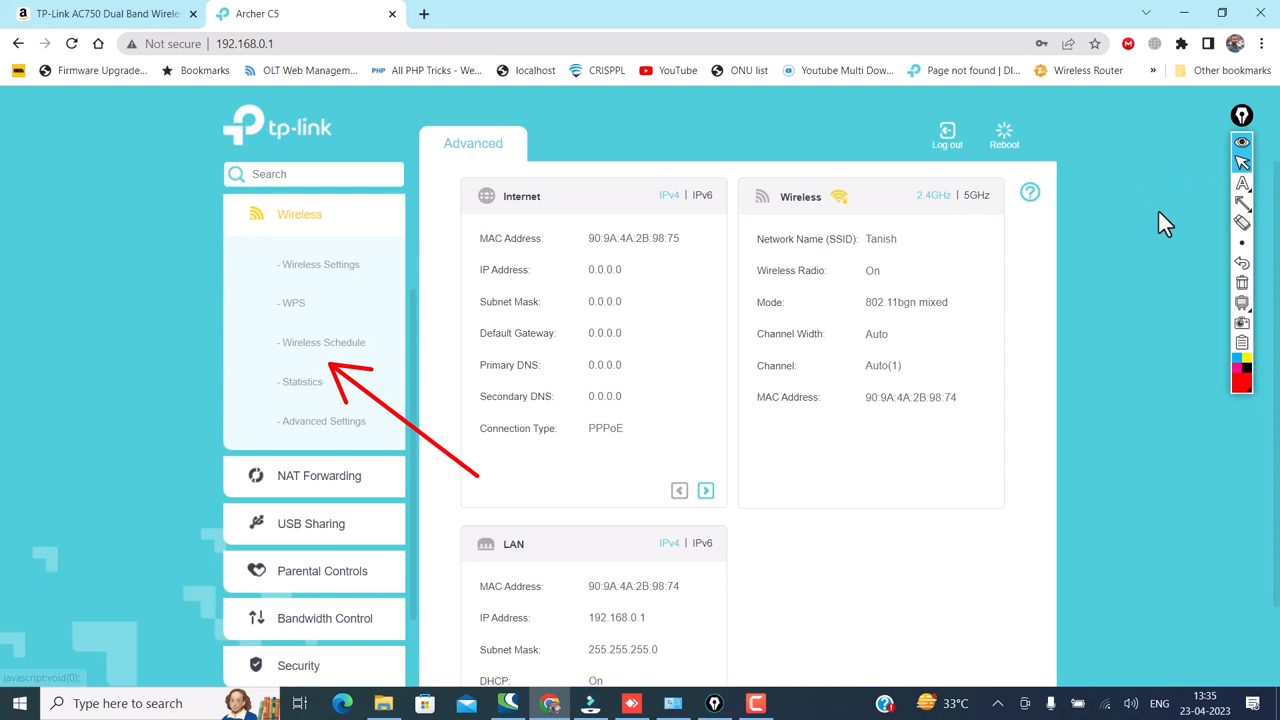 TP-Link AC750 Dual Band Wirele
Archer C5
Not secure | 192.168.0.1
Firmware Upgrade...
Bookmarks
OLT Web Managem...
PHP All PHP Tricks - We...
localhost
CRISPPL
YouTube
ONU list
Youtube Multi Dow...
Page not found | DI...
Wireless Router
»
Other bookmarks
tp-link
Advanced
Log out
Reboot
Search
Wireless
- Wireless Settings
- WPS
- Wireless Schedule
- Statistics
- Advanced Settings
NAT Forwarding
USB Sharing
Parental Controls
Bandwidth Control
Security
Internet IPv4 | IPv6
MAC Address: 90:9A:4A:2B:98:75
IP Address: 0.0.0.0
Subnet Mask: 0.0.0.0
Default Gateway: 0.0.0.0
Primary DNS: 0.0.0.0
Secondary DNS: 0.0.0.0
Connection Type: PPPoE
Wireless 2.4GHz | 5GHz
Network Name (SSID): Tanish
Wireless Radio: On
Mode: 802.11bgn mixed
Channel Width: Auto
Channel: Auto(1)
MAC Address: 90:9A:4A:2B:98:74
LAN IPv4 | IPv6
MAC Address: 90:9A:4A:2B:98:74
IP Address: 192.168.0.1
Subnet Mask: 255.255.255.0
DHCP: On
javascript:void(0);
Type here to search
33°C
ENG
13:35
23-04-2023